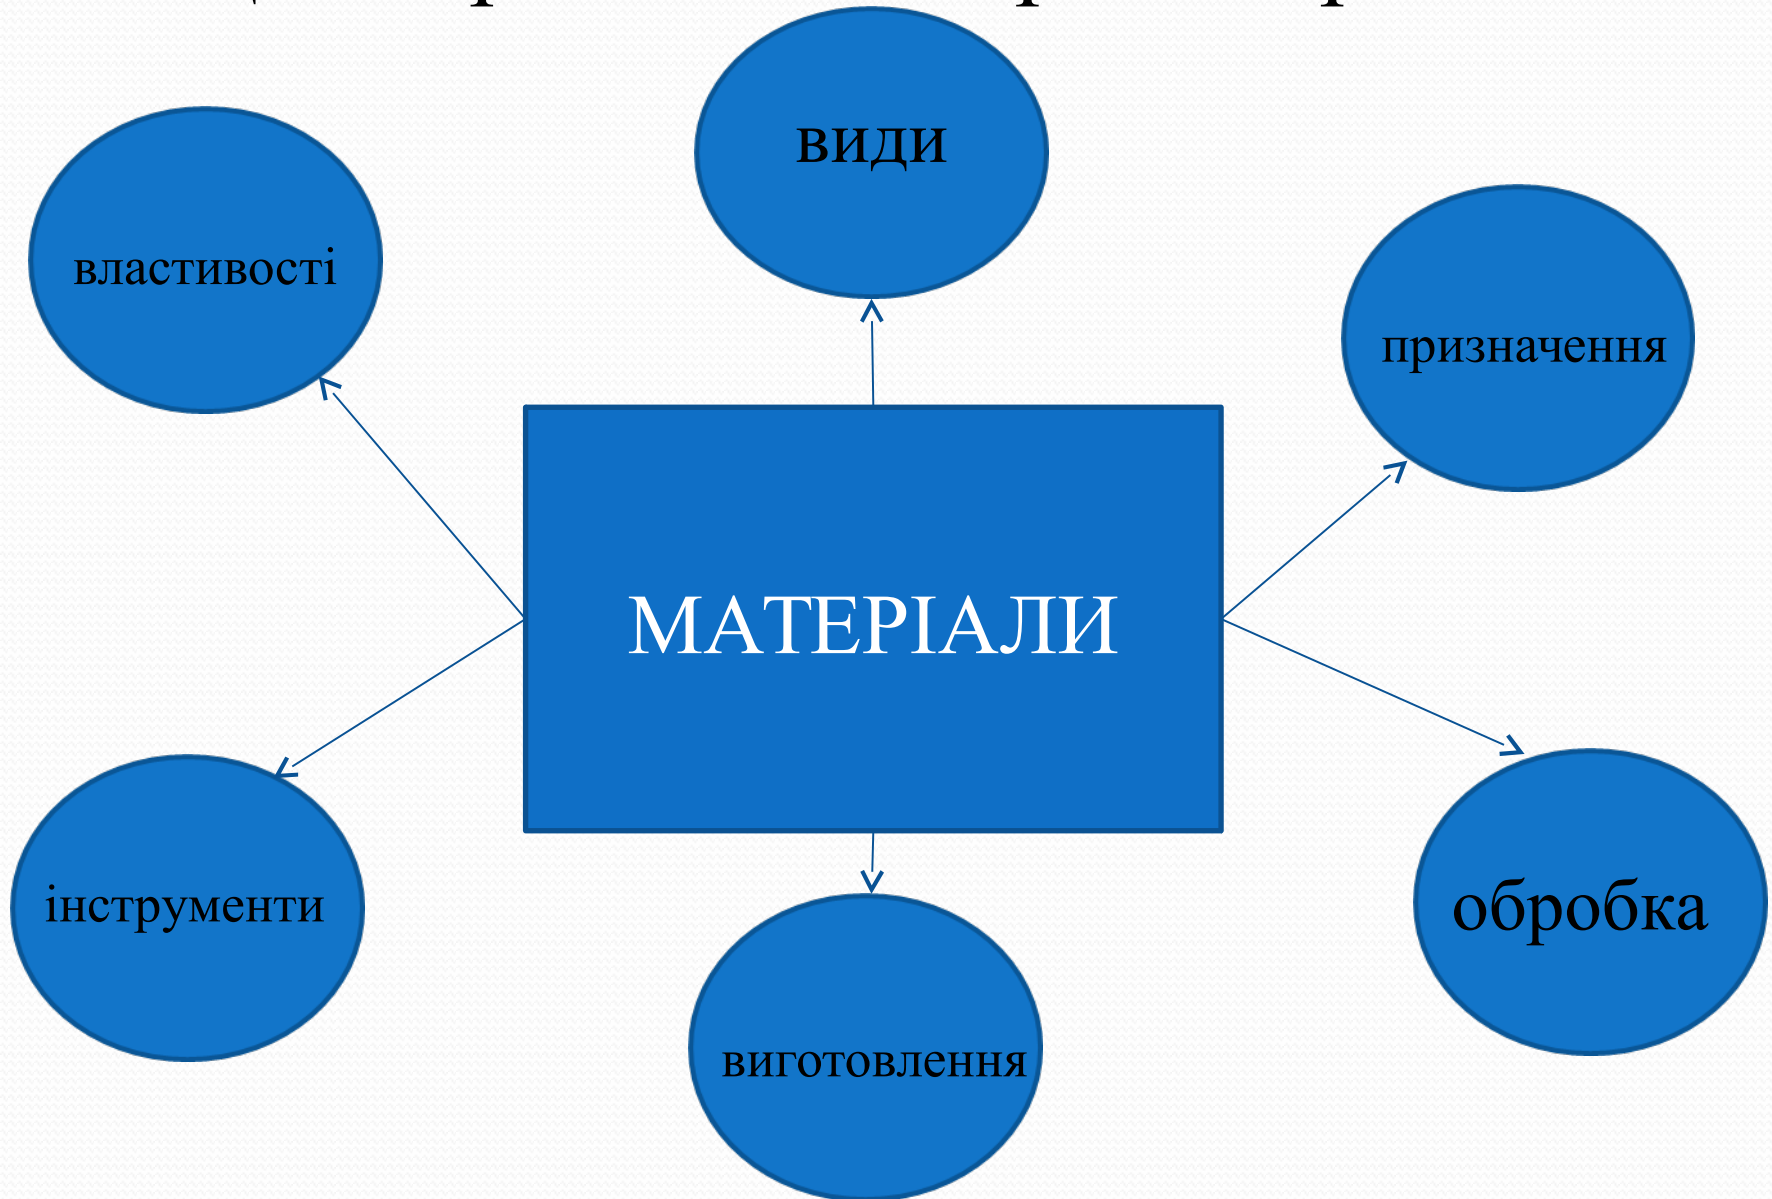 види
властивості
призначення
МАТЕРІАЛИ
інструменти
обробка
виготовлення